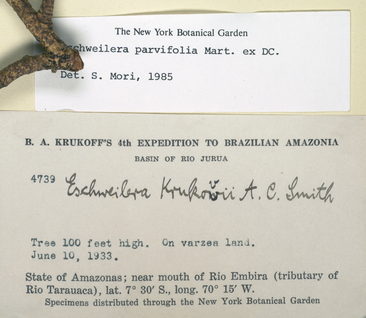 The New York Botanical Garden
schweilera parvifolia Mart. ex DC.
Det. S. Mori, 1985
B. A. KRUKOFF'S 4th EXPEDITION TO BRAZILIAN AMAZONIA
BASIN OF RIO JURUA
4739 Eschweilera Krukovii A. C. Smith
Tree 100 feet high. On varzea land.
June 10, 1933.
State of Amazonas; near mouth of Rio Embira (tributary of
Rio Tarauaca), lat. 7° 30' S., long. 70° 15' W.
Specimens distributed through the New York Botanical Garden